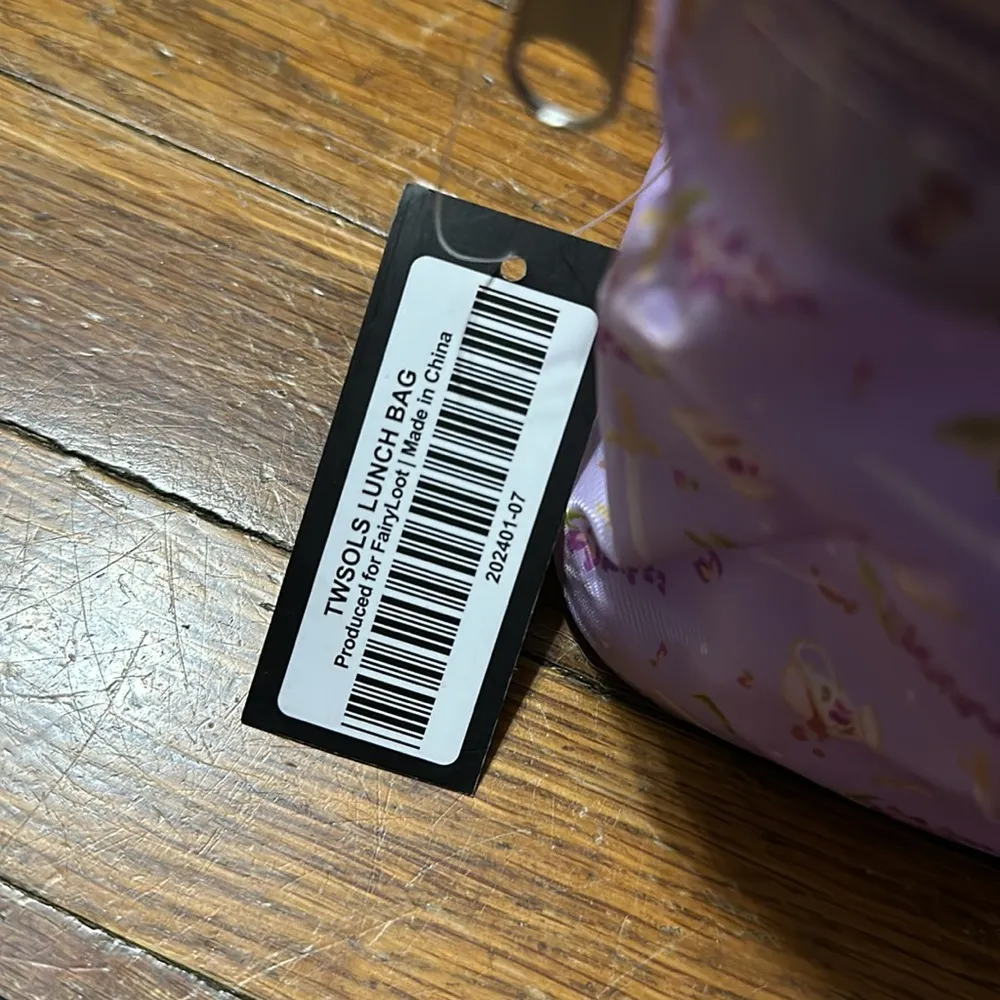 TWSOLS LUNCH BAG
Produced for FairyLoot | Made in China
202401-07